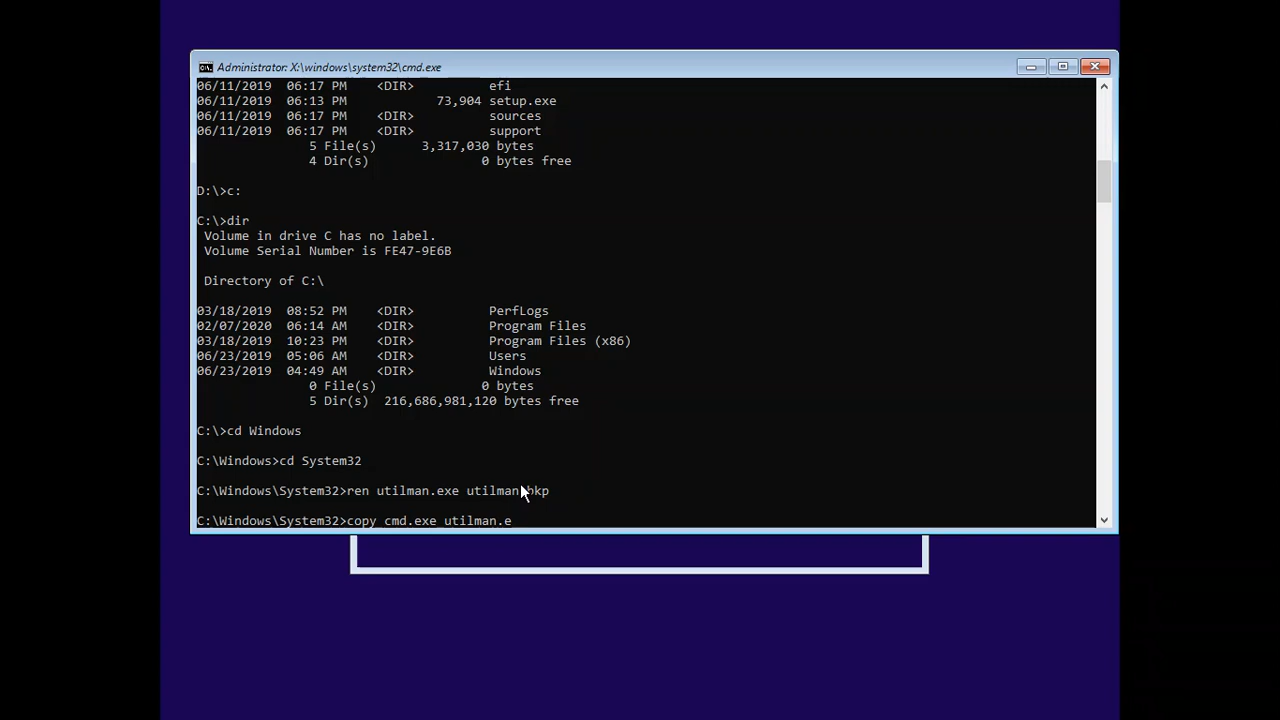 Administrator: X:\windows\system32\cmd.exe
06/11/2019 06:17 PM <DIR> efi
06/11/2019 06:13 PM 73,904 setup.exe
06/11/2019 06:17 PM <DIR> sources
06/11/2019 06:17 PM <DIR> support
5 File(s) 3,317,030 bytes
4 Dir(s) 0 bytes free
D:\>c:
C:\>dir
Volume in drive C has no label.
Volume Serial Number is FE47-9E6B
Directory of C:\
03/18/2019 08:52 PM <DIR> PerfLogs
02/07/2020 06:14 AM <DIR> Program Files
03/18/2019 10:23 PM <DIR> Program Files (x86)
06/23/2019 05:06 AM <DIR> Users
06/23/2019 04:49 AM <DIR> Windows
0 File(s) 0 bytes
5 Dir(s) 216,686,981,120 bytes free
C:\>cd Windows
C:\Windows>cd System32
C:\Windows\System32>ren utilman.exe utilman.bkp
C:\Windows\System32>copy cmd.exe utilman.e